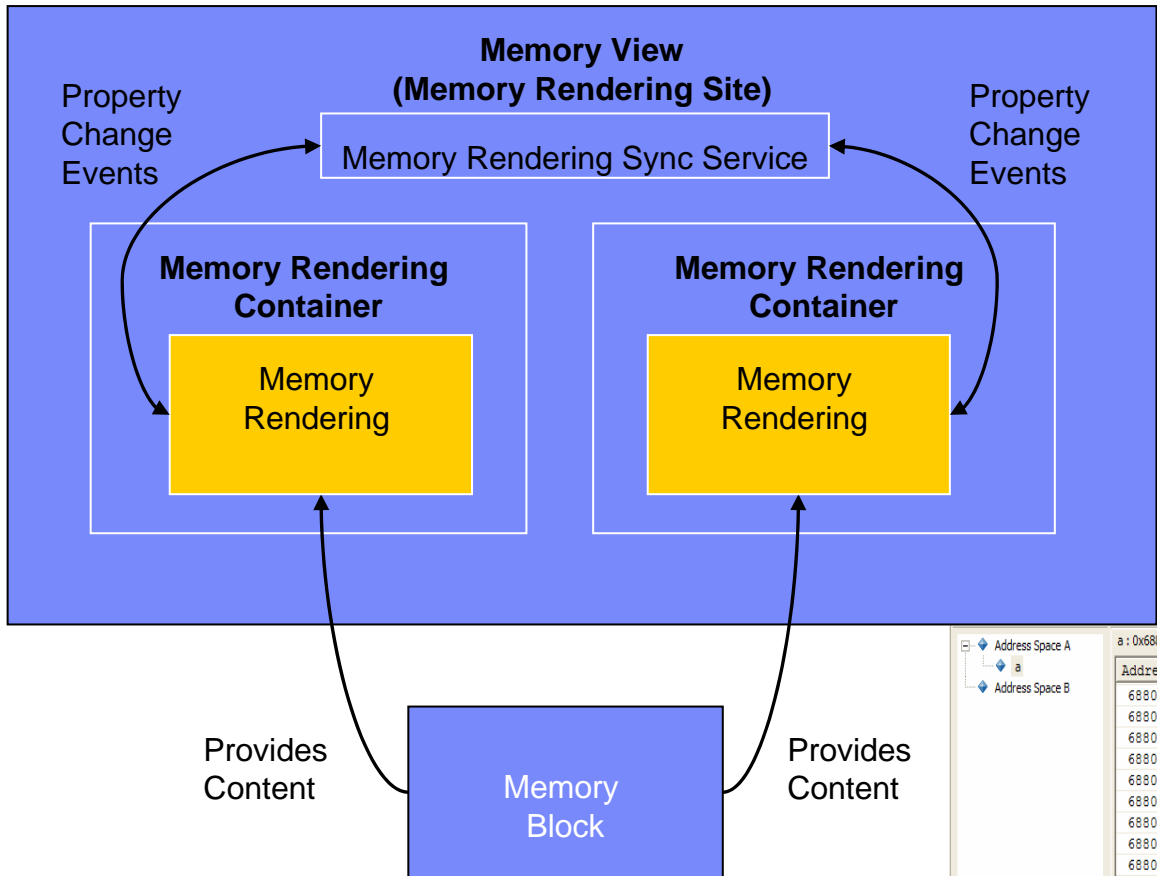 Memory View
(Memory Rendering Site)
Property
Change
Events
Property
Change
Events
Memory Rendering Sync Service
Memory Rendering
Container
Memory Rendering
Container
Memory
Rendering
Memory
Rendering
Provides
Content
Provides
Content
Memory
Block
Address Space A
a
Address Space B
a : 0x688
Addre
6880
6880
6880
6880
6880
6880
6880
6880
6880